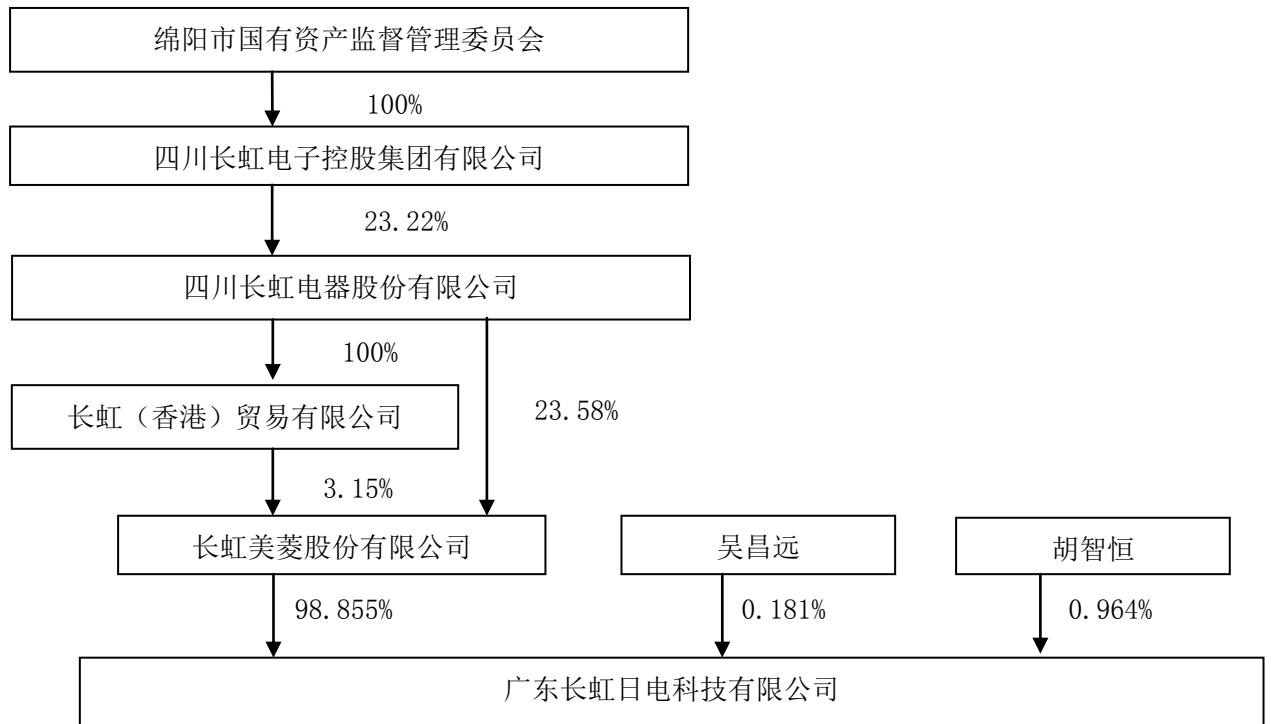 绵阳市国有资产监督管理委员会
100%
四川长虹电子控股集团有限公司
23.22%
四川长虹电器股份有限公司
100%
长虹（香港）贸易有限公司
23.58%
3.15%
长虹美菱股份有限公司
吴昌远
胡智恒
98.855%
0.181%
0.964%
广东长虹日电科技有限公司